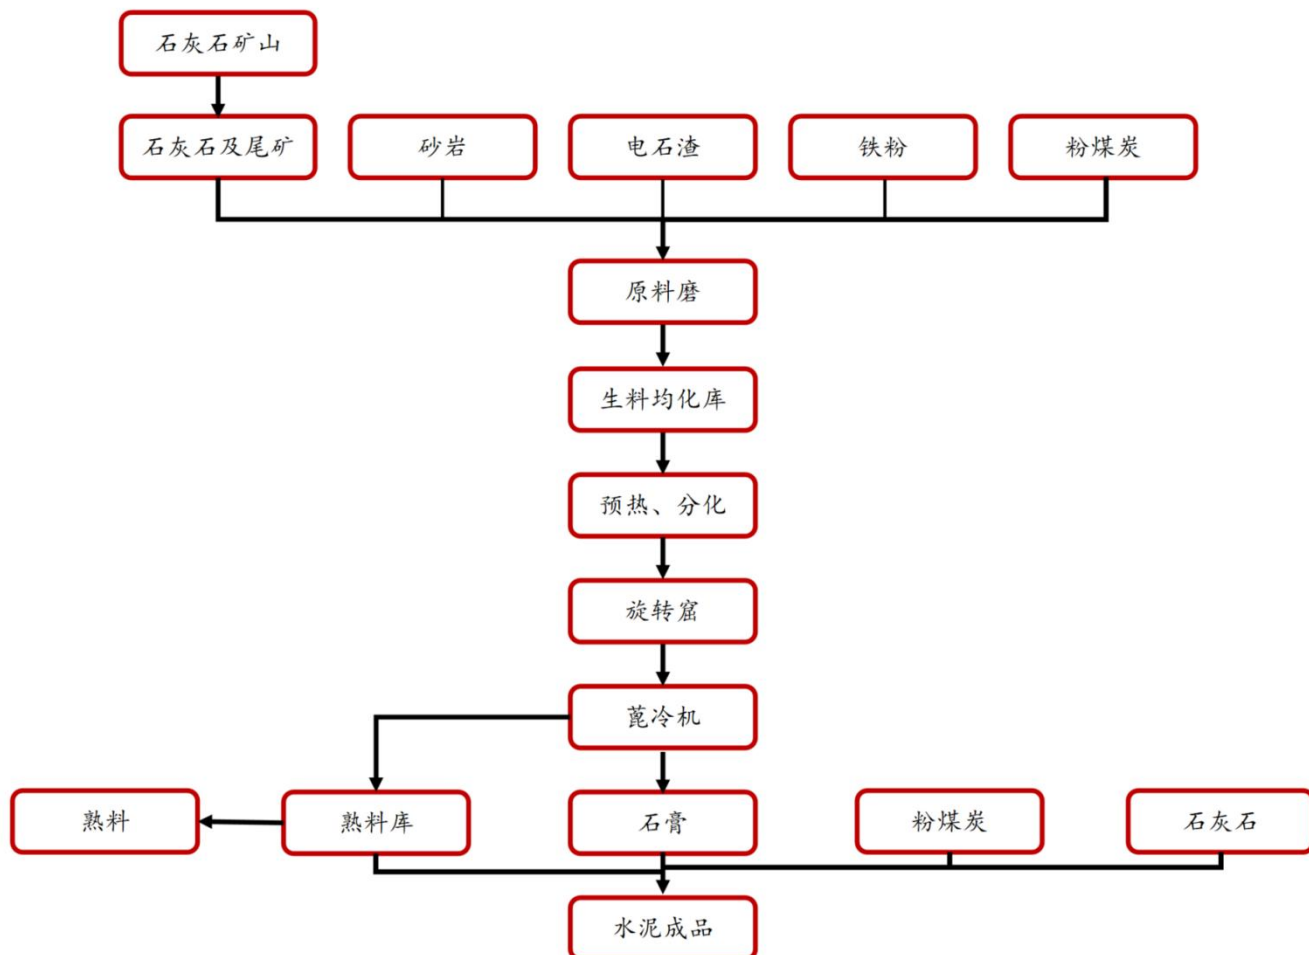 石灰石矿山
石灰石及尾矿
砂岩
电石渣
铁粉
粉煤炭
原料磨
生料均化库
预热、分化
旋转窟
蓖冷机
熟料
熟料库
石膏
粉煤炭
石灰石
水泥成品